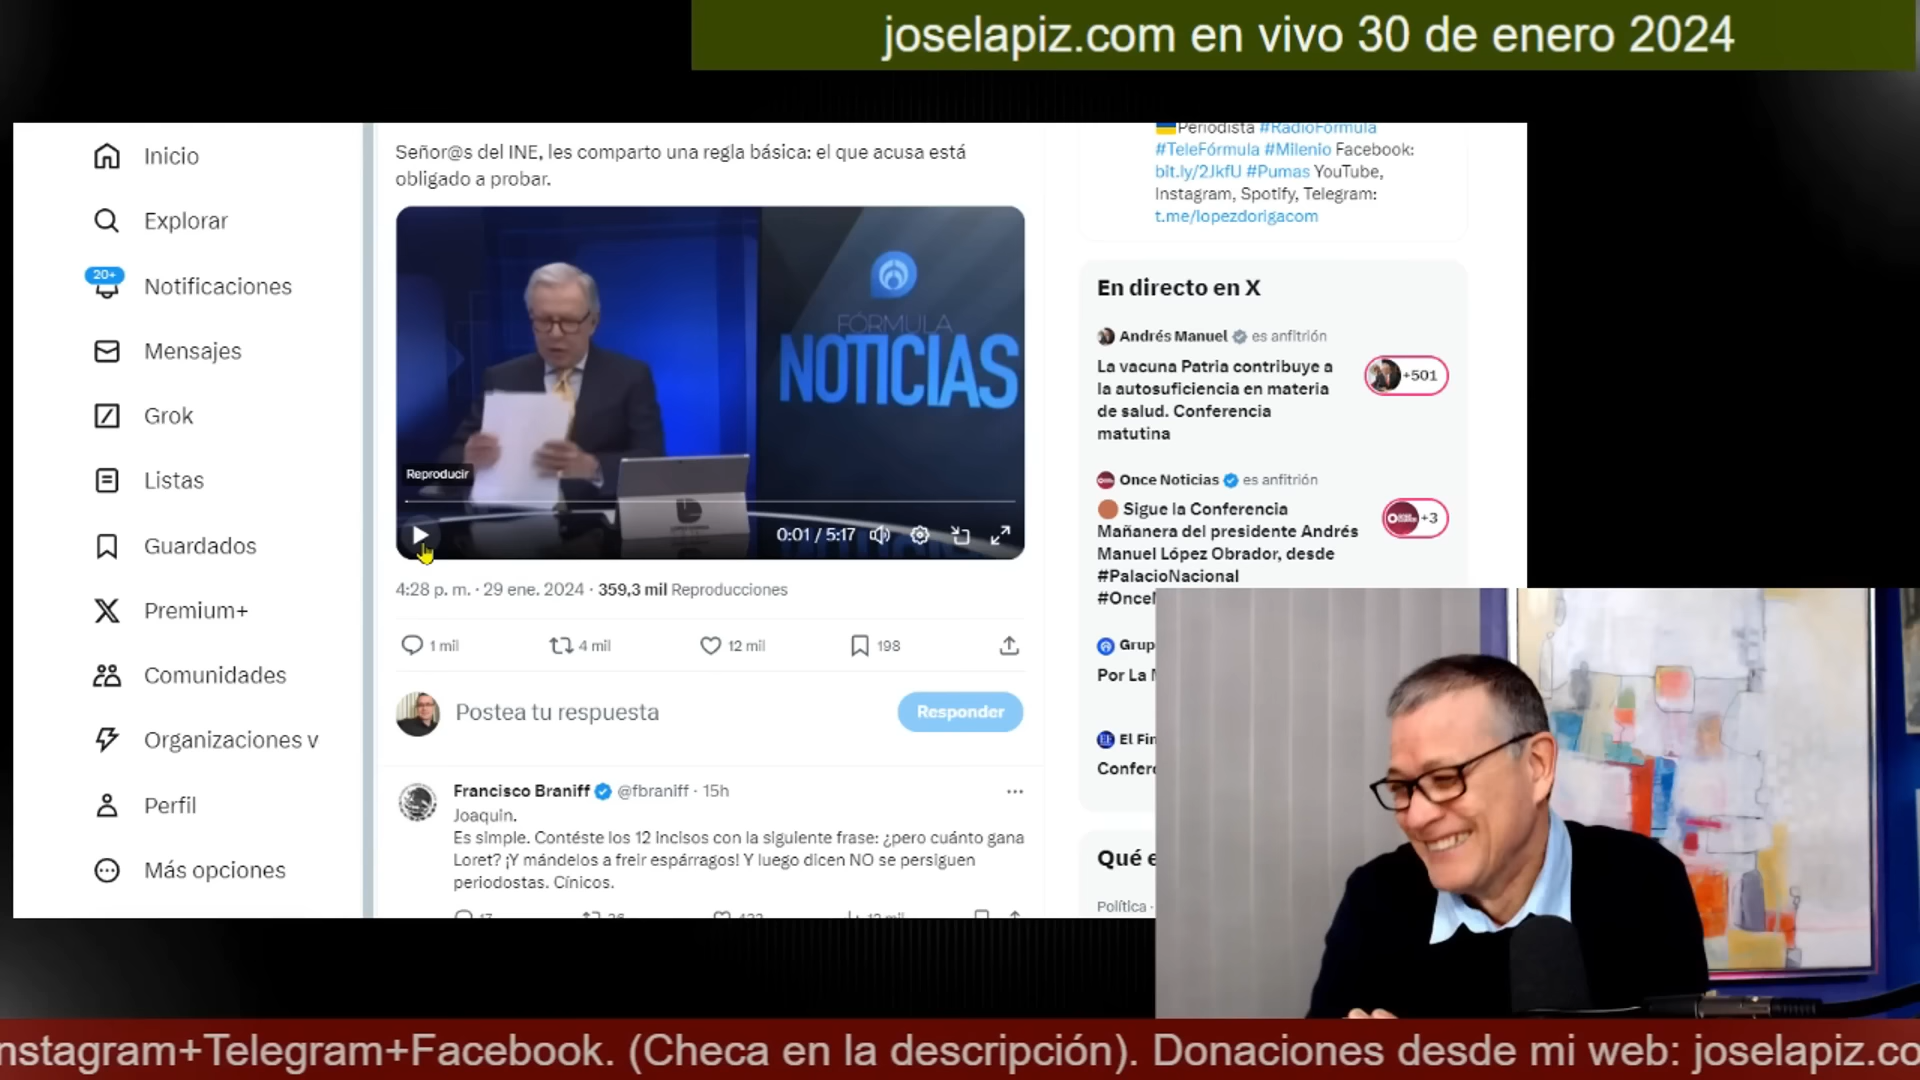 joselapiz.com en vivo 30 de enero 2024
Inicio
Explorar
20+
Notificaciones
Mensajes
Grok
Listas
Guardados
Premium+
Comunidades
Organizaciones v
Perfil
Más opciones
Señor@s del INE, les comparto una regla básica: el que acusa está
obligado a probar.
FÓRMULA
NOTICIAS
Reproducir
0:01 / 5:17
4:28 p. m. · 29 ene. 2024 · 359,3 mil Reproducciones
1 mil
4 mil
12 mil
198
Postea tu respuesta
Responder
Francisco Braniff @fbraniff · 15h
Joaquin.
Es simple. Contéste los 12 incisos con la siguiente frase: ¿pero cuánto gana
Loret? ¡Y mándelos a freir espárragos! Y luego dicen NO se persiguen
periodostas. Cínicos.
Periodista #RadioFormula
#TeleFórmula #Milenio Facebook:
bit.ly/2JkfU #Pumas YouTube,
Instagram, Spotify, Telegram:
t.me/lopezdorigacom
En directo en X
Andrés Manuel es anfitrión
La vacuna Patria contribuye a
la autosuficiencia en materia
de salud. Conferencia
matutina
+501
Once Noticias es anfitrión
Sigue la Conferencia
Mañanera del presidente Andrés
Manuel López Obrador, desde
#PalacioNacional
+3
Grup
Por La
El Fin
Confere
Qué e
Política ·
nstagram+Telegram+Facebook. (Checa en la descripción). Donaciones desde mi web: joselapiz.co